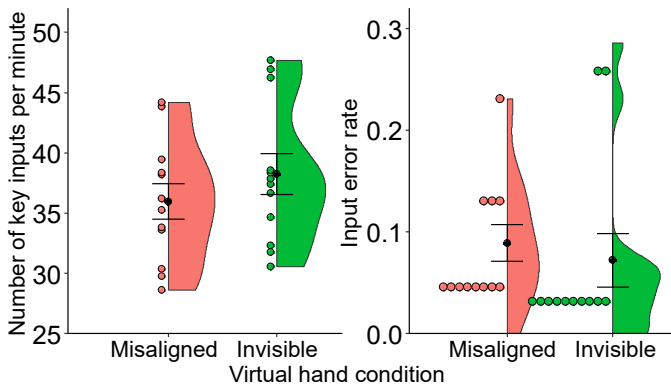 Number of key inputs per minute
50
45
40
35
30
25
Misaligned Invisible
Input error rate
0.3
0.2
0.1
0.0
Misaligned Invisible
Virtual hand condition